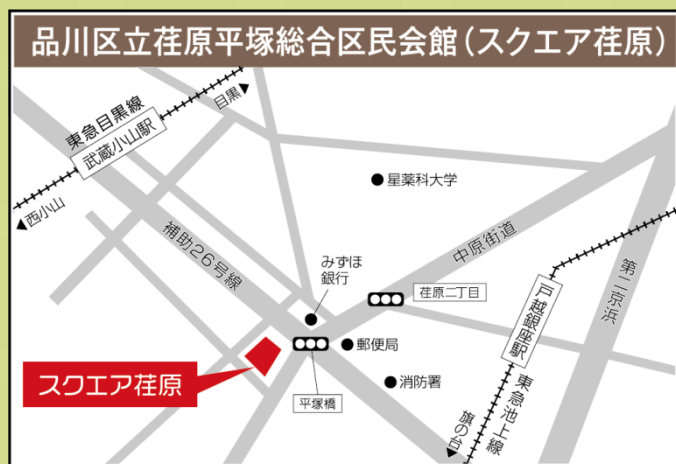 品川区立荏原平塚総合区民会館(スクエア荏原)
東急目黒線
武蔵小山駅
目黒▶
◀西小山
星薬科大学
補助26号線
中原街道
みずほ
銀行
荏原二丁目
戸越銀座駅
第二京浜
郵便局
スクエア荏原
消防署
平塚橋
東急池上線
旗の台▶